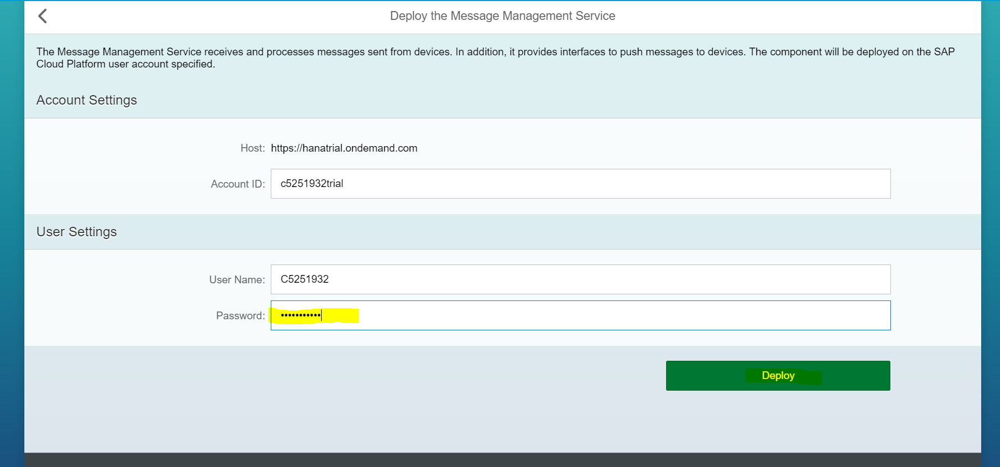 Deploy the Message Management Service
The Message Management Service receives and processes messages sent from devices. In addition, it provides interfaces to push messages to devices. The component will be deployed on the SAP
Cloud Platform user account specified.
Account Settings
Host: https://hanatrial.ondemand.com
Account ID: c5251932trial
User Settings
User Name: C5251932
Password: •••••••••••
Deploy